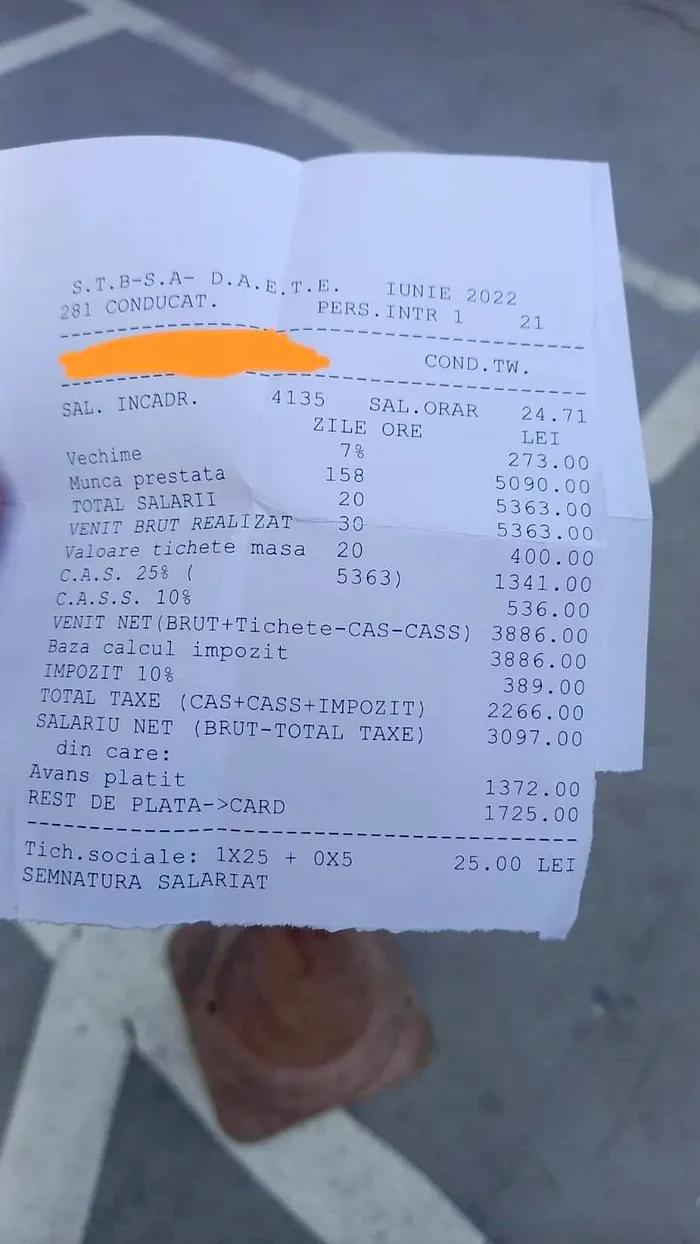 S.T.B-S.A- D.A.E.T.E. IUNIE 2022
281 CONDUCAT. PERS.INTR 1 21
COND.TW.
SAL. INCADR. 4135 SAL.ORAR 24.71
ZILE ORE LEI
Vechime 7% 273.00
Munca prestata 158 5090.00
TOTAL SALARII 20 5363.00
VENIT BRUT REALIZAT 30 5363.00
Valoare tichete masa 20 400.00
C.A.S. 25% ( 5363) 1341.00
C.A.S.S. 10% 536.00
VENIT NET(BRUT+Tichete-CAS-CASS) 3886.00
Baza calcul impozit 3886.00
IMPOZIT 10% 389.00
TOTAL TAXE (CAS+CASS+IMPOZIT) 2266.00
SALARIU NET (BRUT-TOTAL TAXE) 3097.00
din care:
Avans platit 1372.00
REST DE PLATA->CARD 1725.00
Tich.sociale: 1X25 + 0X5 25.00 LEI
SEMNATURA SALARIAT